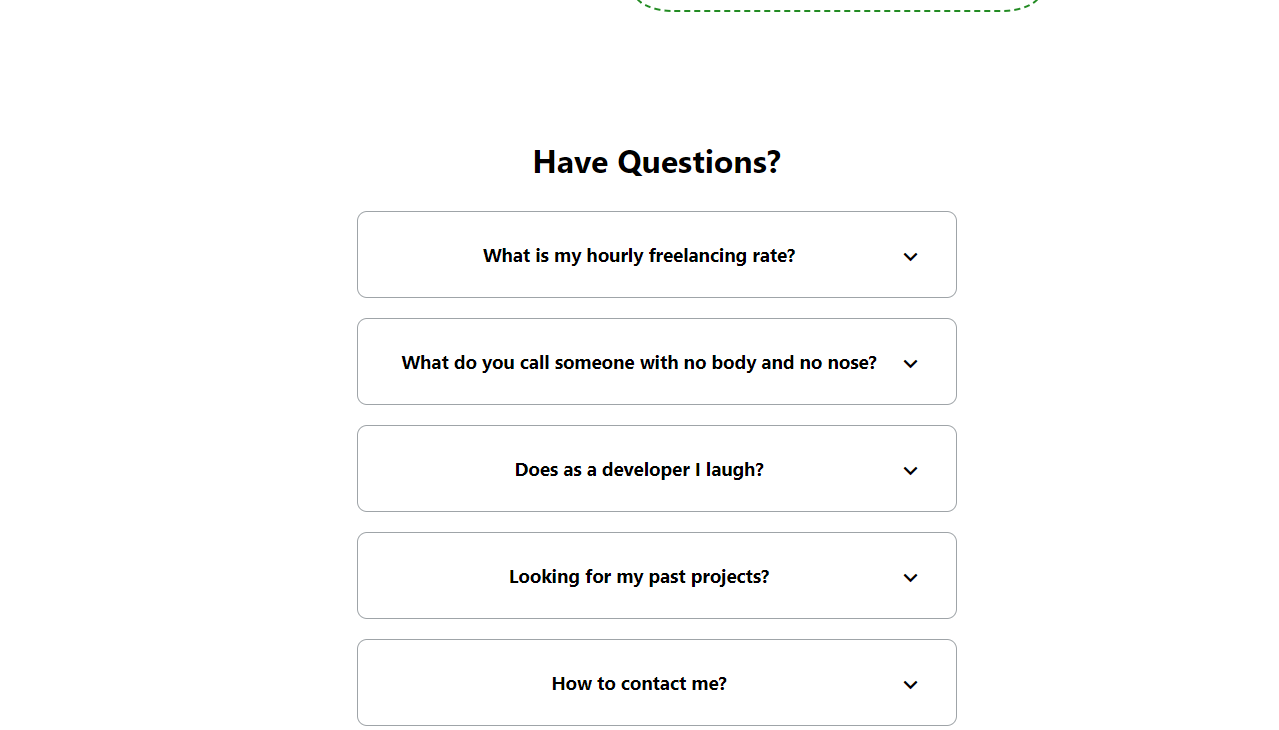 Have Questions?
What is my hourly freelancing rate?
What do you call someone with no body and no nose?
Does as a developer I laugh?
Looking for my past projects?
How to contact me?